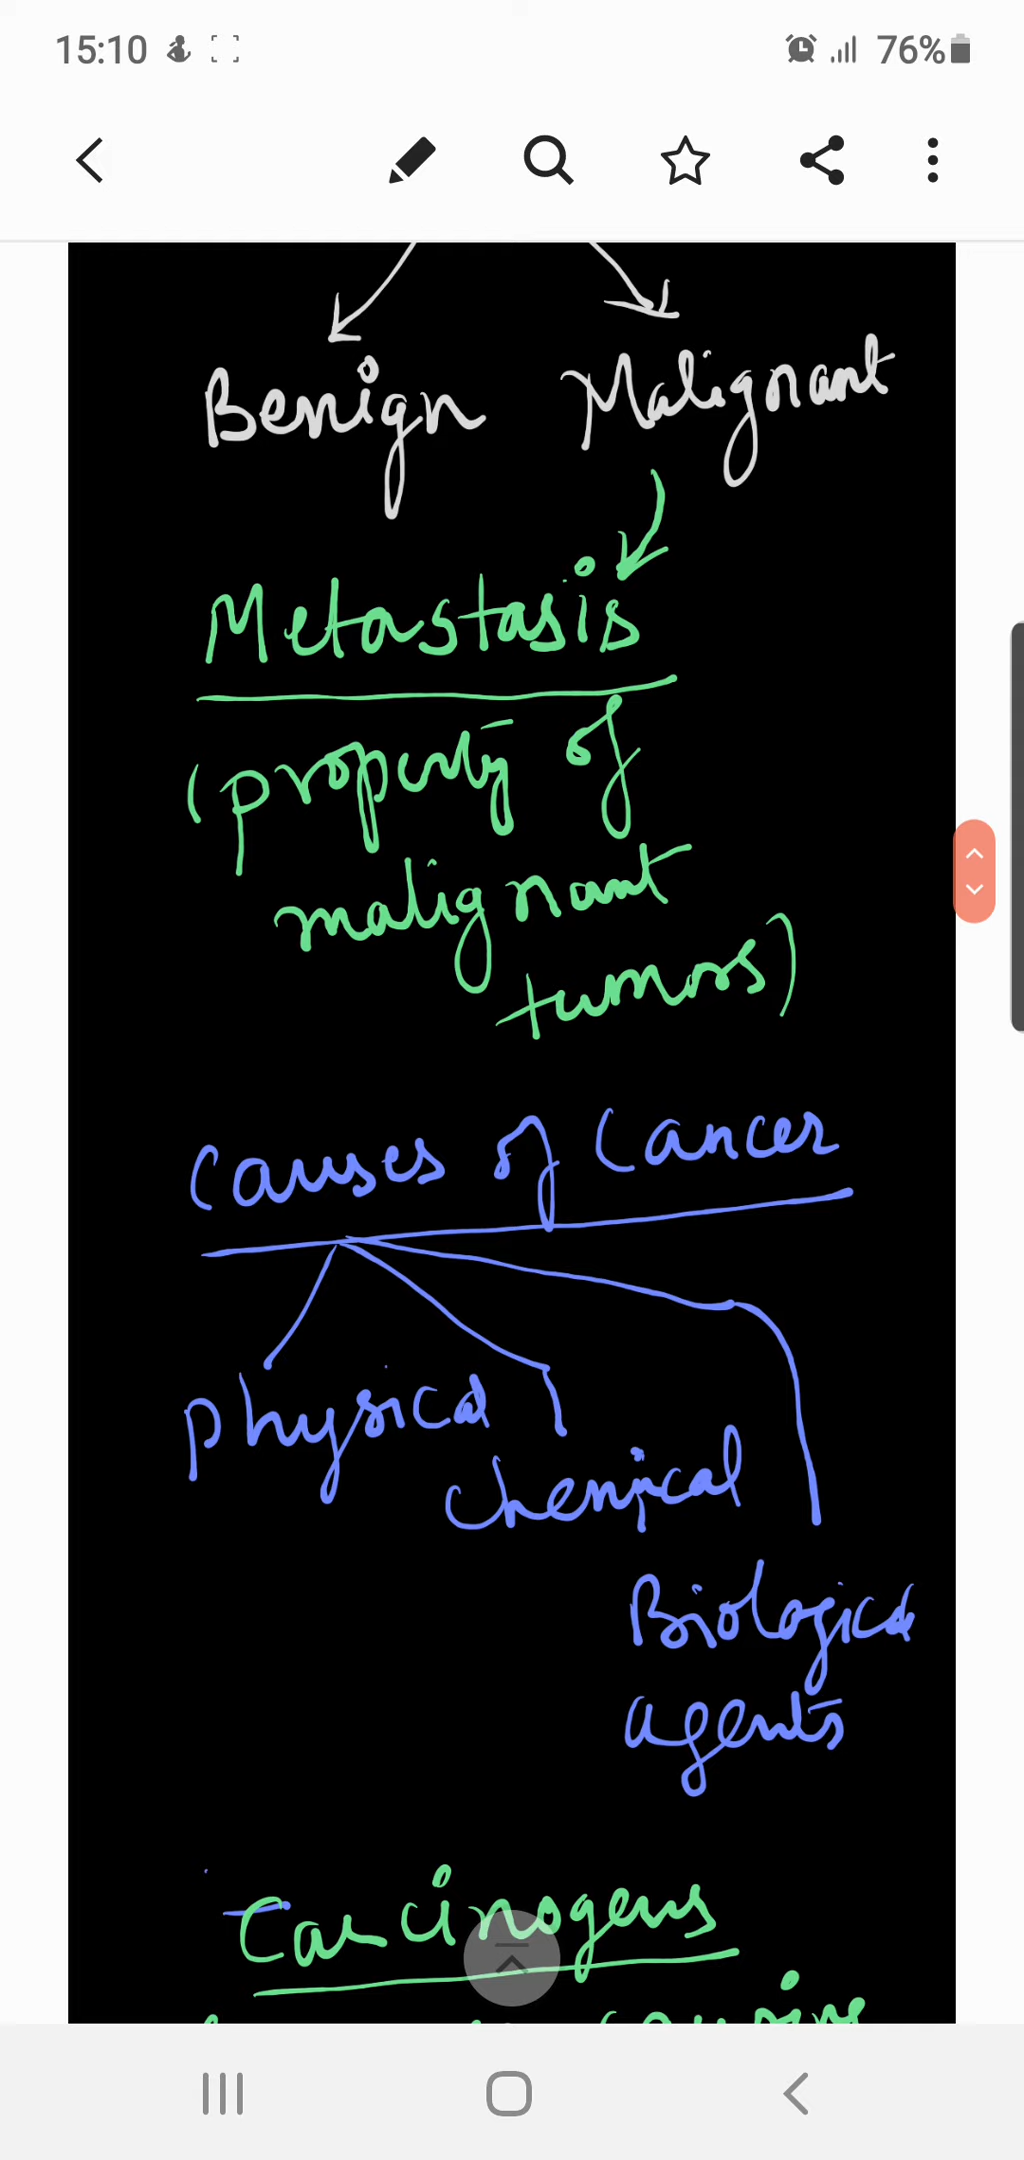 15:10
76%
Benign Malignant
Metastasis
(property of
malignant
tumors)
Causes of Cancer
Physical
chemical
Biological
agents
Carcinogens